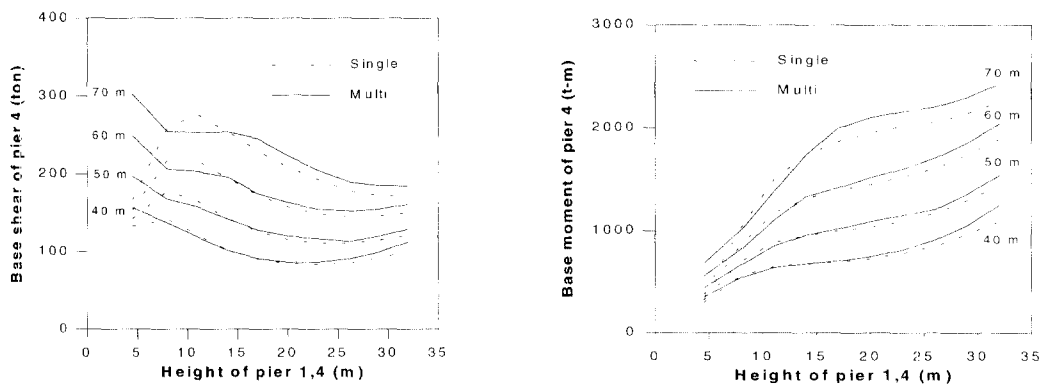 400
300
200
100
0
Base shear of pier 4 (ton)
Single
Multi
70 m
60 m
50 m
40 m
0 5 10 15 20 25 30 35
Height of pier 1,4 (m)
3000
2000
1000
0
Base moment of pier 4 (t-m)
Single
Multi
70 m
60 m
50 m
40 m
0 5 10 15 20 25 30 35
Height of pier 1,4 (m)